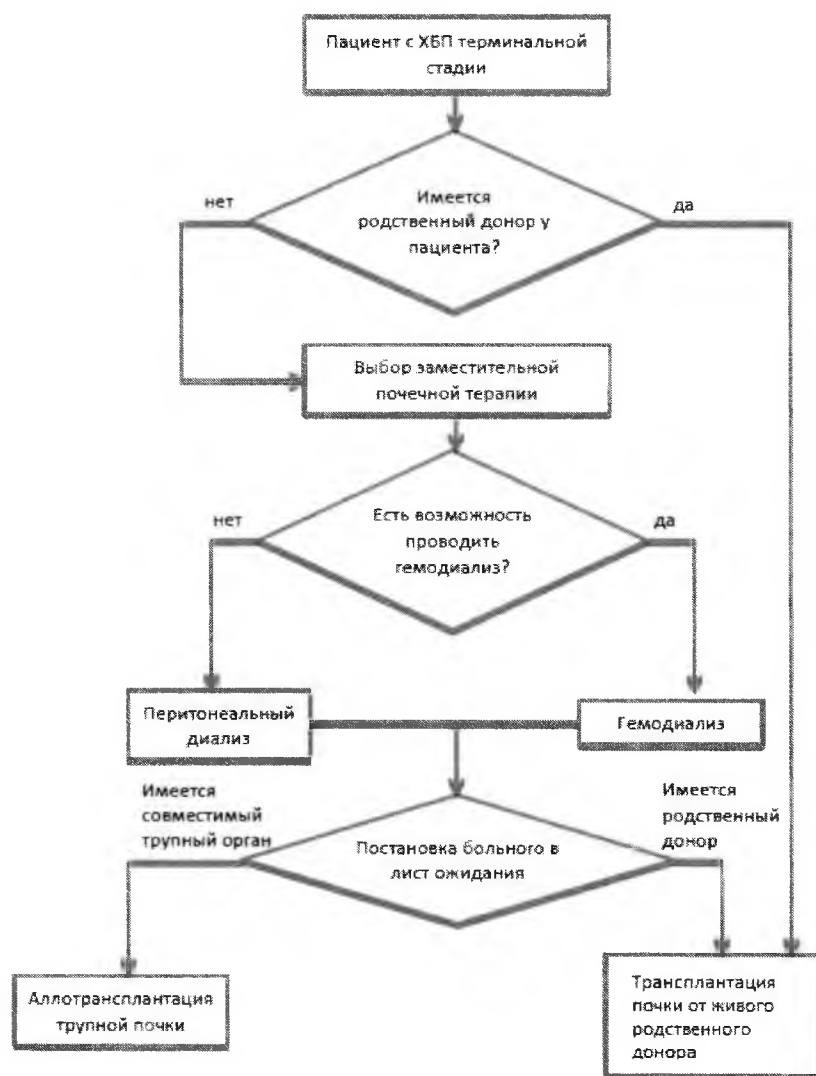 Пациент с ХБП терминальной
стадии
нет
Имеется
родственный донор у
пациента?
да
Выбор заместительной
почечной терапии
нет
Есть возможность
проводить
гемодиализ?
да
Перитонеальный
диализ
Гемодиализ
Имеется
совместимый
трупный орган
Постановка больного в
лист ожидания
Имеется
родственный
донор
Аллотрансплантация
трупной почки
Трансплантация
почки от живого
родственного
донора